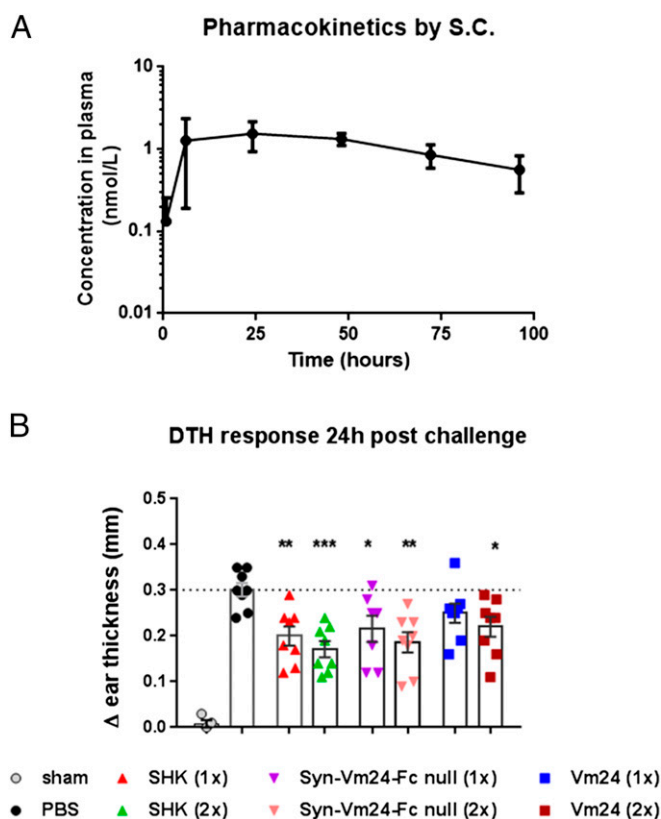 A
Pharmacokinetics by S.C.
Concentration in plasma
(nmol/L)
10
1
0.1
0.01
0
25
50
75
100
Time (hours)
B
DTH response 24h post challenge
Δ ear thickness (mm)
0.5
0.4
0.3
0.2
0.1
0.0
** *** * ** *
sham SHK (1x) Syn-Vm24-Fc null (1x) Vm24 (1x)
PBS SHK (2x) Syn-Vm24-Fc null (2x) Vm24 (2x)